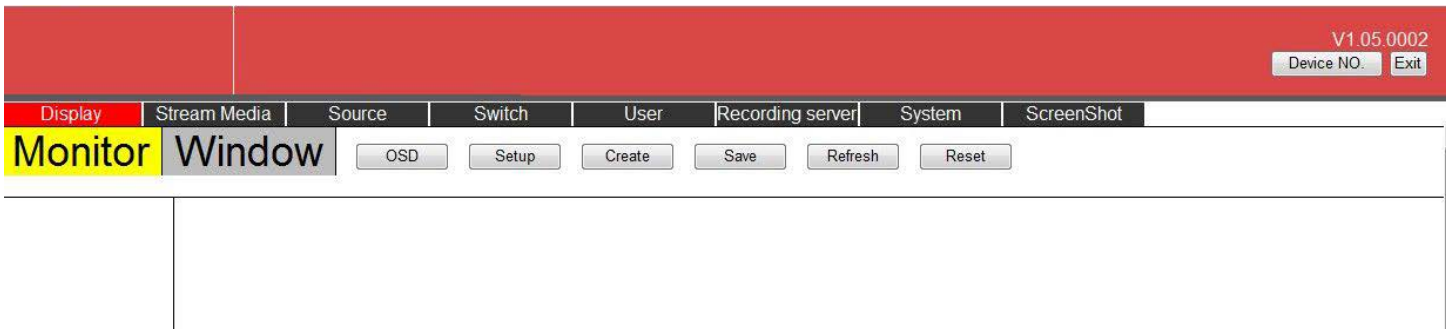 V1.05.0002
Device NO. Exit
Display Stream Media Source Switch User Recording server System ScreenShot
Monitor Window OSD Setup Create Save Refresh Reset